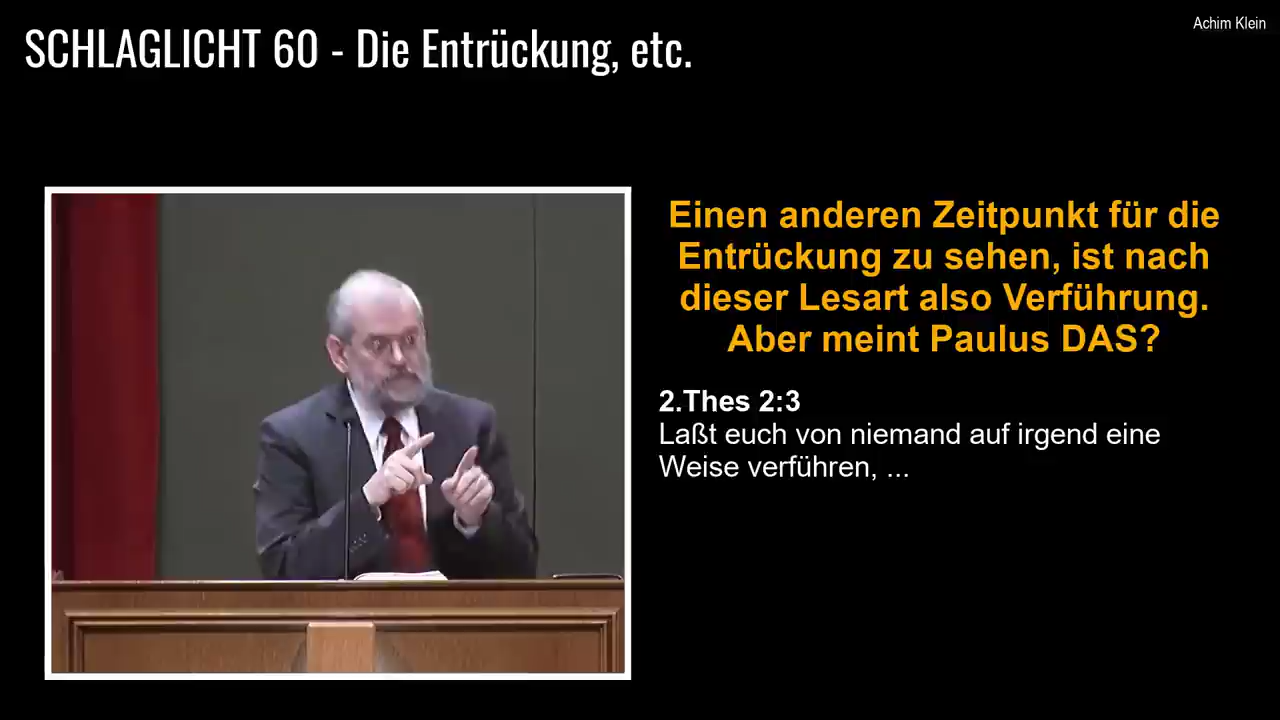 SCHLAGLICHT 60 - Die Entrückung, etc.
Achim Klein
Einen anderen Zeitpunkt für die
Entrückung zu sehen, ist nach
dieser Lesart also Verführung.
Aber meint Paulus DAS?
2.Thes 2:3
Laßt euch von niemand auf irgend eine
Weise verführen, ...